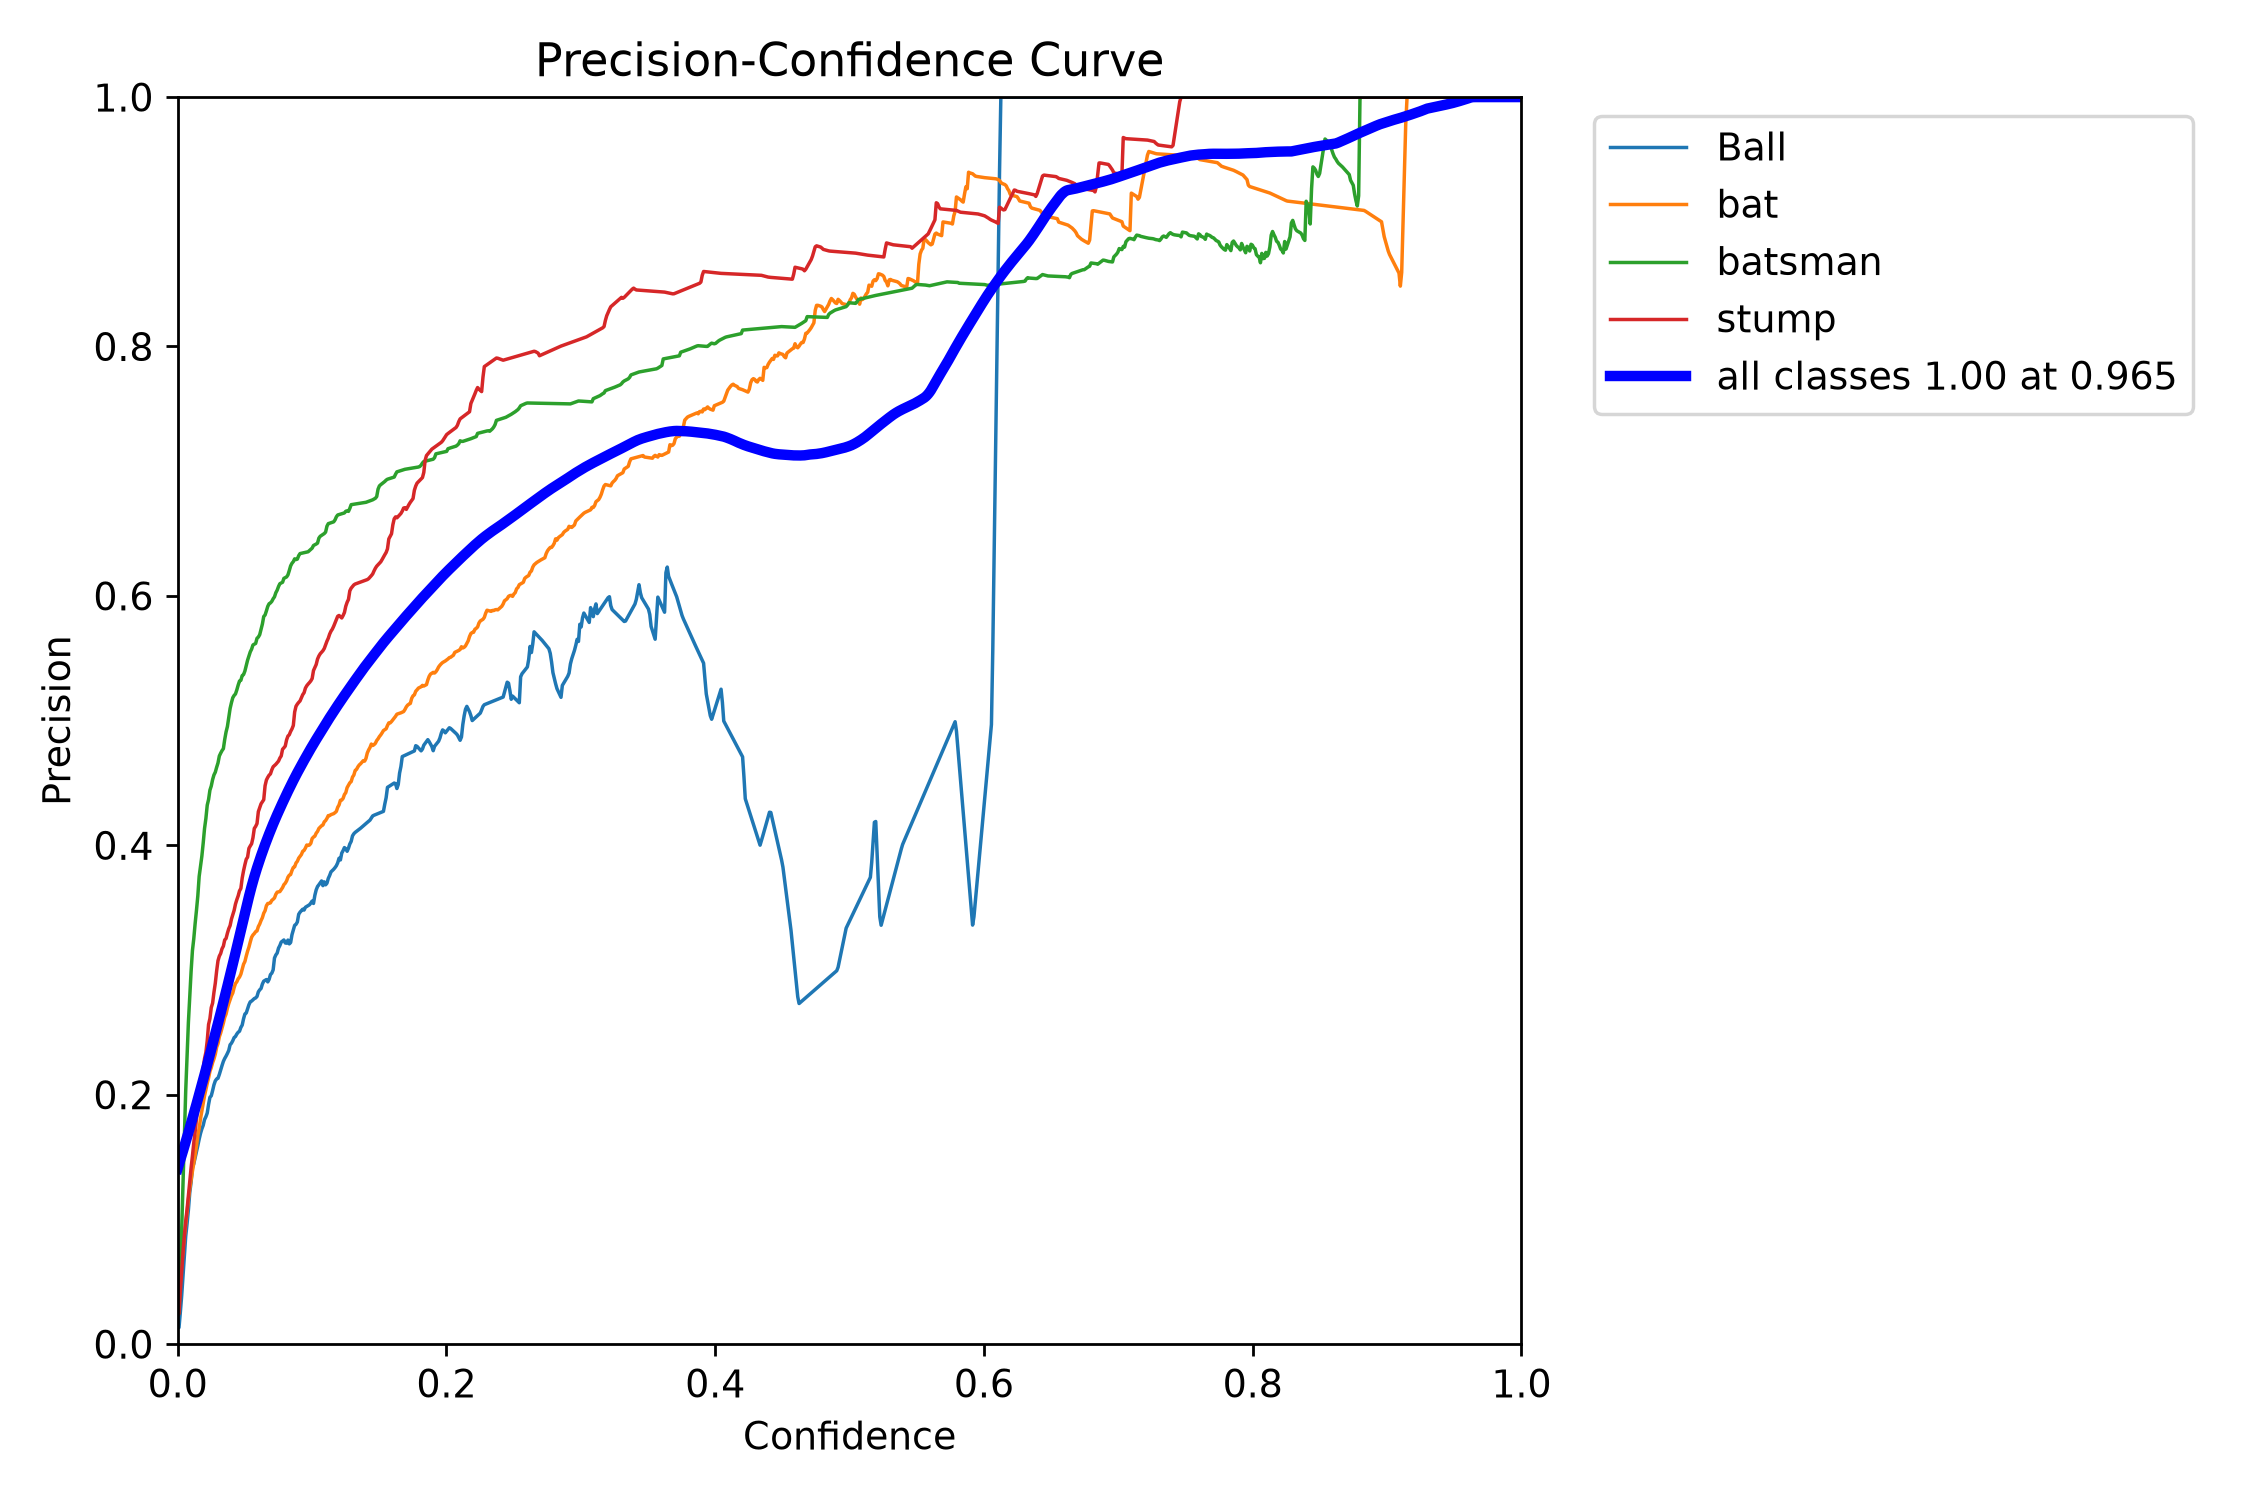 Precision-Confidence Curve
1.0
0.8
0.6
0.4
0.2
0.0
Precision
0.0 0.2 0.4 0.6 0.8 1.0
Confidence
Ball
bat
batsman
stump
all classes 1.00 at 0.965